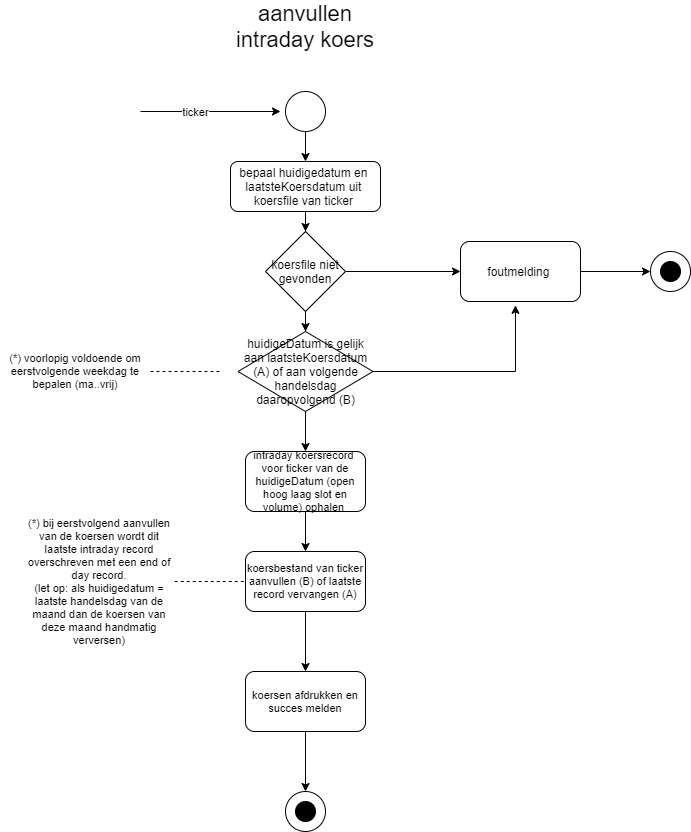 aanvullen
intraday koers
ticker
bepaal huidigedatum en
laatsteKoersdatum uit
koersfile van ticker
koersfile niet
gevonden
foutmelding
huidigeDatum is gelijk
aan laatsteKoersdatum
(A) of aan volgende
handelsdag
daaropvolgend (B)
(*) voorlopig voldoende om
eerstvolgende weekdag te
bepalen (ma..vrij)
intraday koersrecord
voor ticker van de
huidigeDatum (open
hoog laag slot en
volume) ophalen
(*) bij eerstvolgend aanvullen
van de koersen wordt dit
laatste intraday record
overschreven met een end of
day record.
(let op: als huidigedatum =
laatste handelsdag van de
maand dan de koersen van
deze maand handmatig
verversen)
koersbestand van ticker
aanvullen (B) of laatste
record vervangen (A)
koersen afdrukken en
succes melden